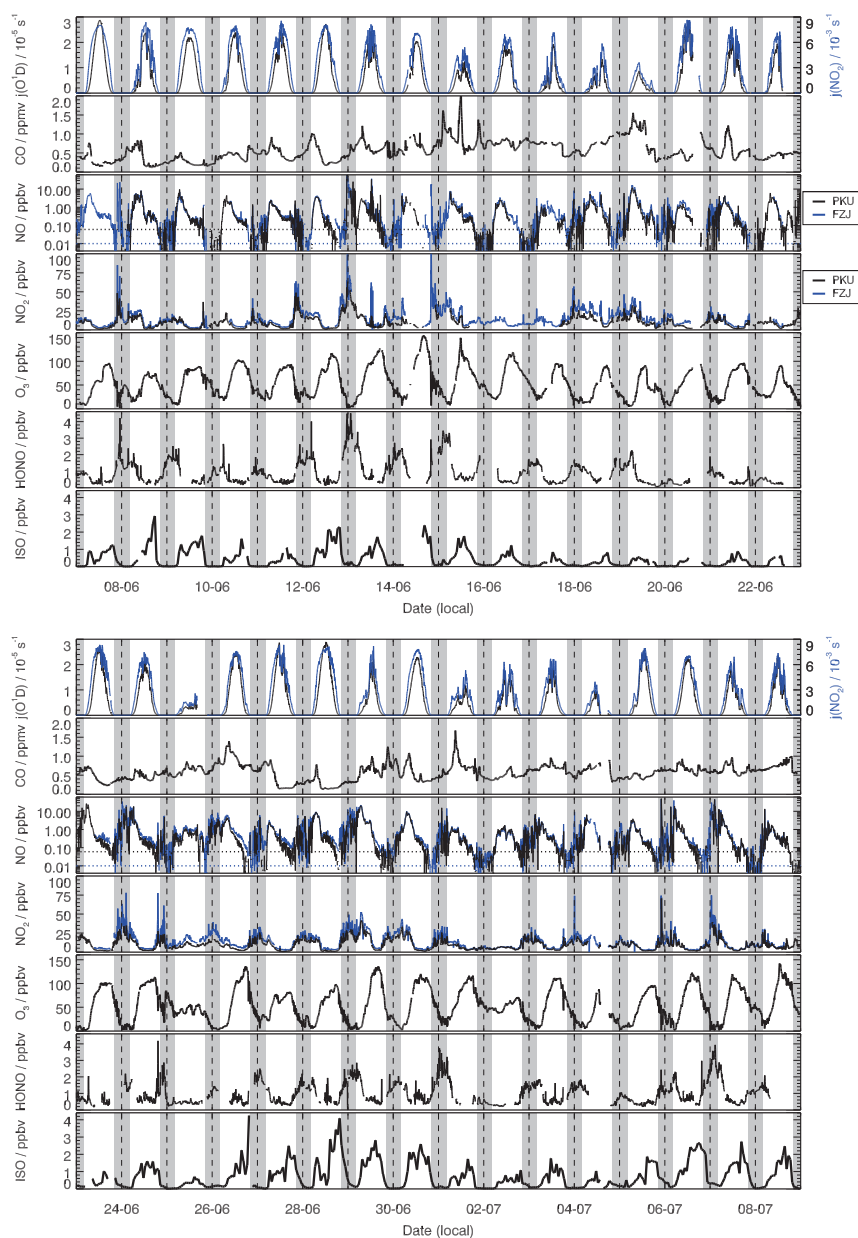 j(O¹D) / 10⁻⁵ s⁻¹
3
2
1
0
9
6
3
0
j(NO₂) / 10⁻³ s⁻¹
CO / ppmv
2.0
1.5
1.0
0.5
0.0
NO / ppbv
10.00
1.00
0.10
0.01
PKU
FZJ
NO₂ / ppbv
100
75
50
25
0
PKU
FZJ
O₃ / ppbv
150
100
50
0
HONO / ppbv
4
3
2
1
0
ISO / ppbv
4
3
2
1
0
08-06 10-06 12-06 14-06 16-06 18-06 20-06 22-06
Date (local)
j(O¹D) / 10⁻⁵ s⁻¹
3
2
1
0
9
6
3
0
j(NO₂) / 10⁻³ s⁻¹
CO / ppmv
2.0
1.5
1.0
0.5
0.0
NO / ppbv
10.00
1.00
0.10
0.01
PKU
FZJ
NO₂ / ppbv
100
75
50
25
0
PKU
FZJ
O₃ / ppbv
150
100
50
0
HONO / ppbv
4
3
2
1
0
ISO / ppbv
4
3
2
1
0
24-06 26-06 28-06 30-06 02-07 04-07 06-07 08-07
Date (local)